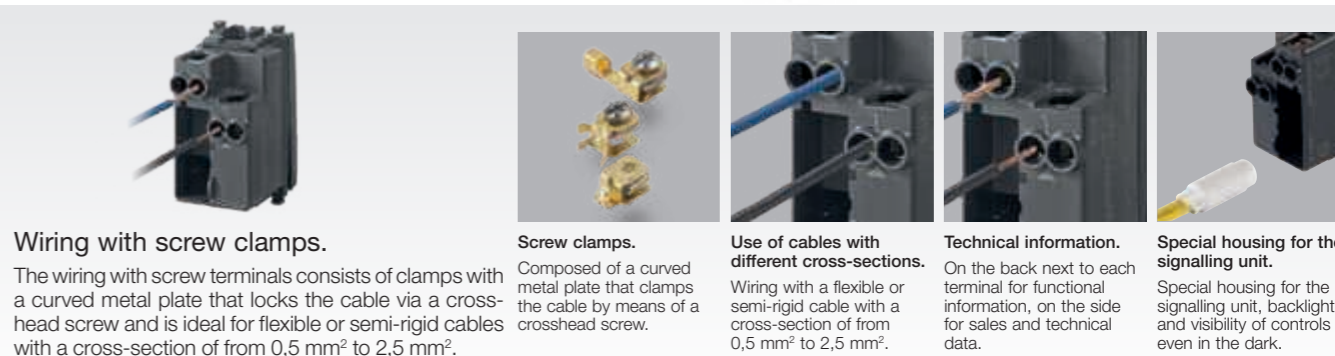 Wiring with screw clamps.
The wiring with screw terminals consists of clamps with
a curved metal plate that locks the cable via a cross-
head screw and is ideal for flexible or semi-rigid cables
with a cross-section of from 0,5 mm² to 2,5 mm².
Screw clamps.
Composed of a curved
metal plate that clamps
the cable by means of a
crosshead screw.
Use of cables with
different cross-sections.
Wiring with a flexible or
semi-rigid cable with a
cross-section of from
0,5 mm² to 2,5 mm².
Technical information.
On the back next to each
terminal for functional
information, on the side
for sales and technical
data.
Special housing for the
signalling unit.
Special housing for the
signalling unit, backlight
and visibility of controls
even in the dark.